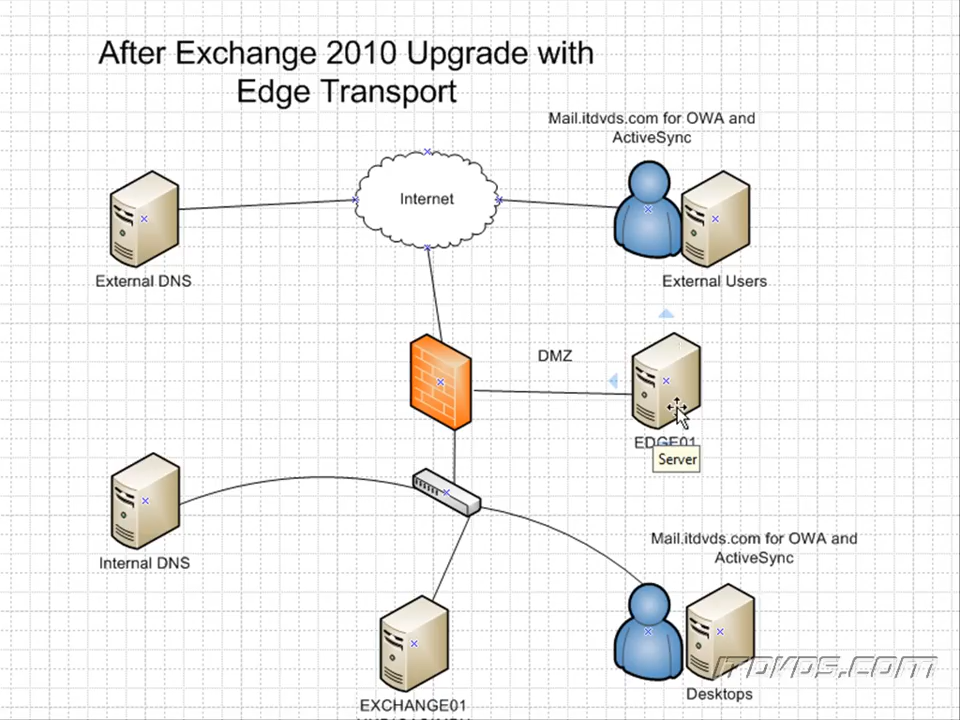 After Exchange 2010 Upgrade with
Edge Transport
Mail.itdvds.com for OWA and
ActiveSync
Internet
External DNS
External Users
DMZ
EDGE01
Server
Internal DNS
Mail.itdvds.com for OWA and
ActiveSync
EXCHANGE01
Desktops
ITDVDS.COM